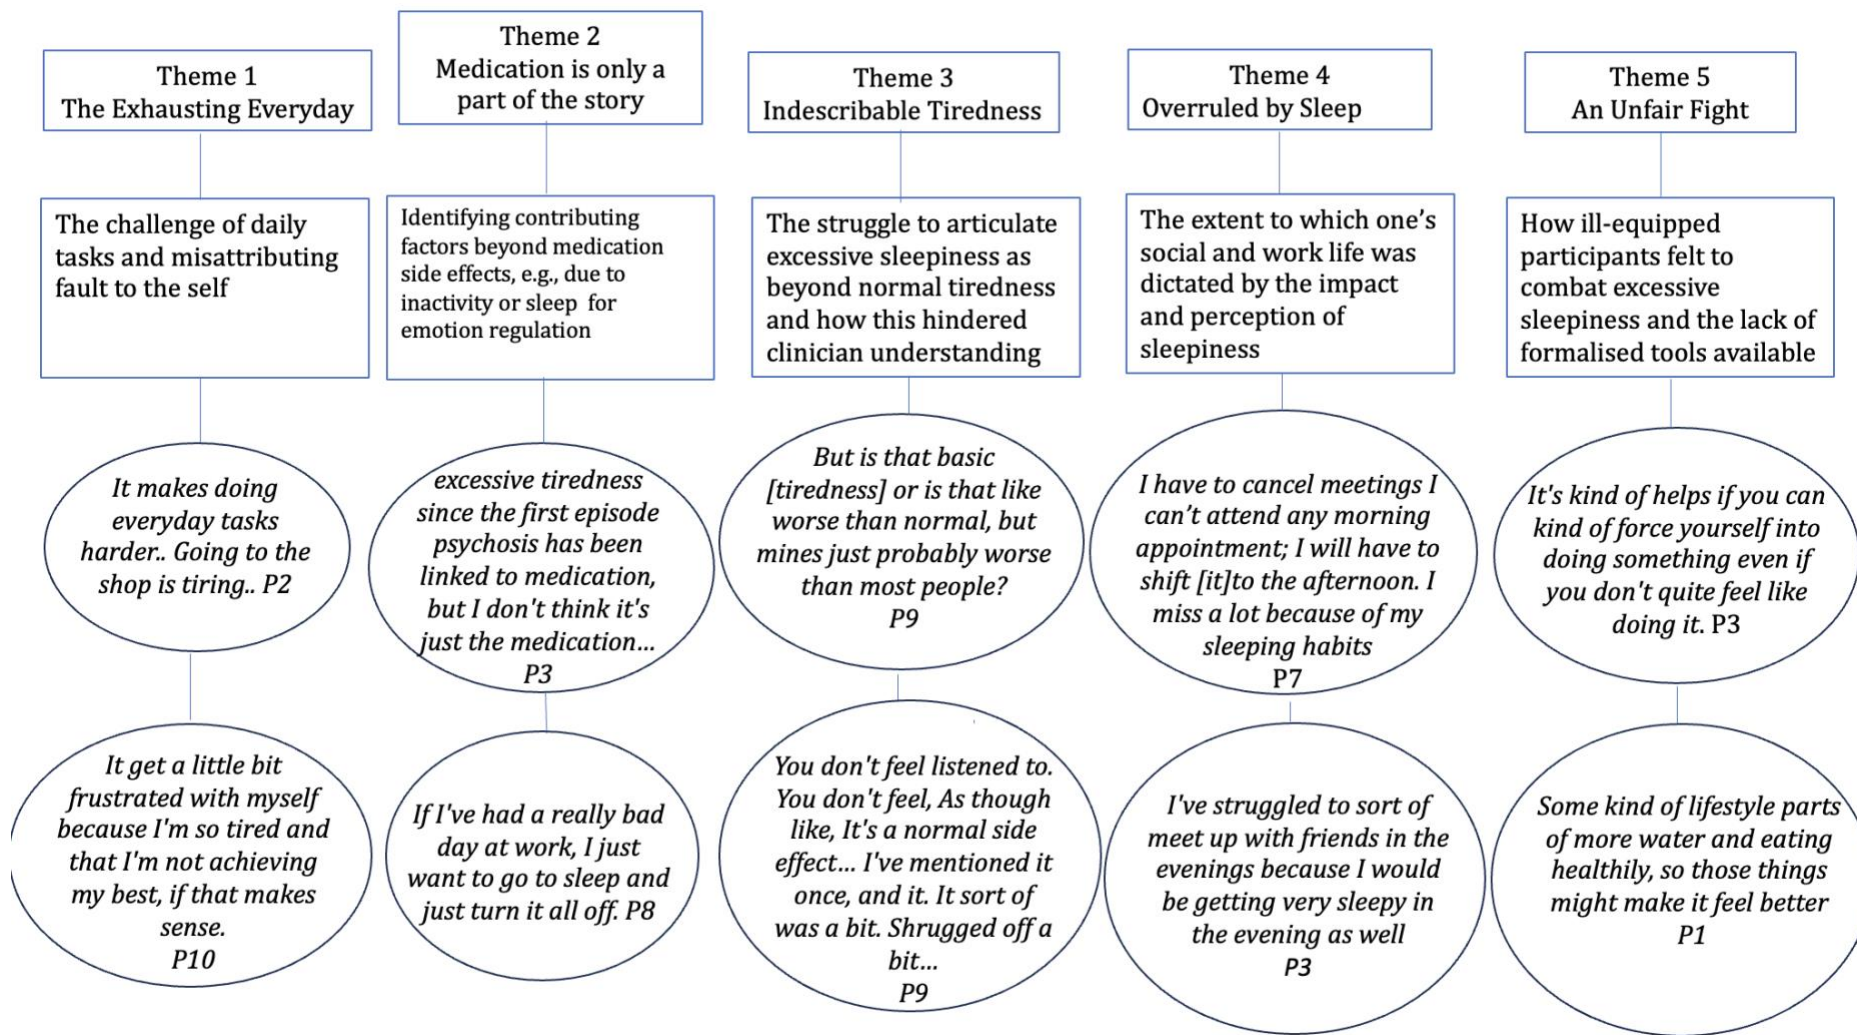 Theme 1
The Exhausting Everyday
The challenge of daily
tasks and misattributing
fault to the self
It makes doing
everyday tasks
harder.. Going to the
shop is tiring.. P2
It get a little bit
frustrated with myself
because I'm so tired and
that I'm not achieving
my best, if that makes
sense.
P10
Theme 2
Medication is only a
part of the story
Identifying contributing
factors beyond medication
side effects, e.g., due to
inactivity or sleep for
emotion regulation
excessive tiredness
since the first episode
psychosis has been
linked to medication,
but I don't think it's
just the medication...
P3
If I've had a really bad
day at work, I just
want to go to sleep and
just turn it all off. P8
Theme 3
Indescribable Tiredness
The struggle to articulate
excessive sleepiness as
beyond normal tiredness
and how this hindered
clinician understanding
But is that basic
[tiredness] or is that like
worse than normal, but
mines just probably worse
than most people?
P9
You don't feel listened to.
You don't feel, As though
like, It's a normal side
effect... I've mentioned it
once, and it. It sort of
was a bit. Shrugged off a
bit...
P9
Theme 4
Overruled by Sleep
The extent to which one's
social and work life was
dictated by the impact
and perception of
sleepiness
I have to cancel meetings I
can't attend any morning
appointment; I will have to
shift [it]to the afternoon. I
miss a lot because of my
sleeping habits
P7
I've struggled to sort of
meet up with friends in the
evenings because I would
be getting very sleepy in
the evening as well
P3
Theme 5
An Unfair Fight
How ill-equipped
participants felt to
combat excessive
sleepiness and the lack of
formalised tools available
It's kind of helps if you can
kind of force yourself into
doing something even if
you don't quite feel like
doing it. P3
Some kind of lifestyle parts
of more water and eating
healthily, so those things
might make it feel better
P1